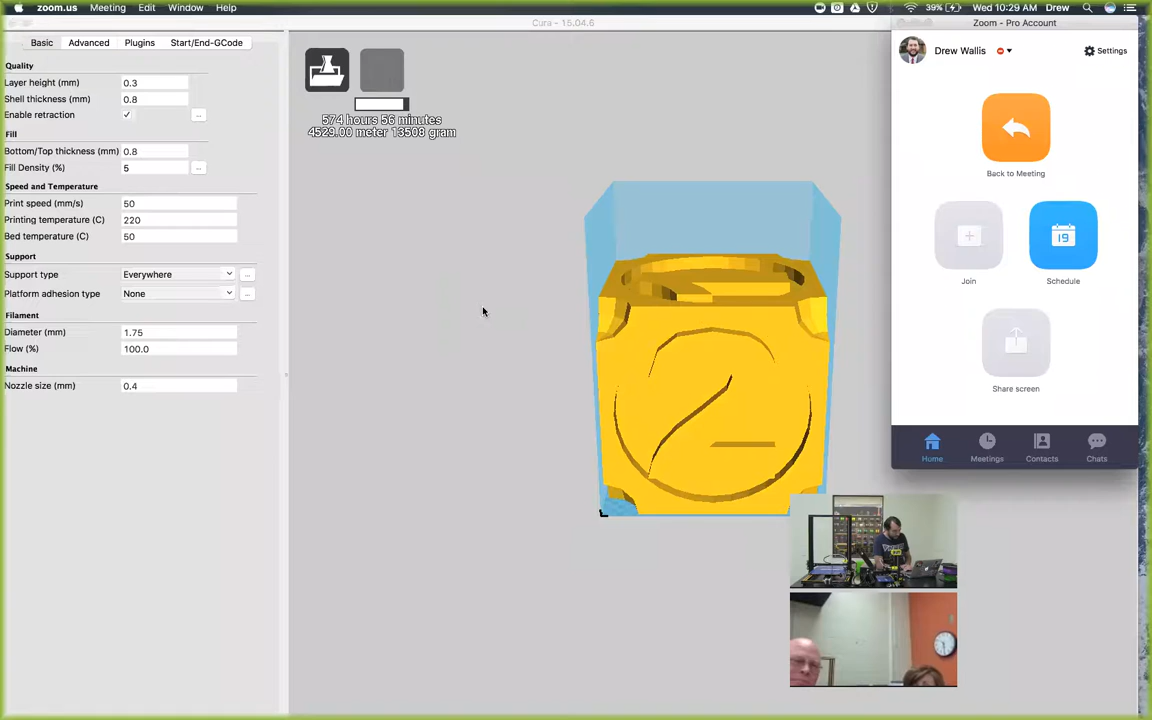 zoom.us Meeting Edit Window Help 39% Wed 10:29 AM Drew
Cura - 15.04.6
Zoom - Pro Account
Basic Advanced Plugins Start/End-GCode
Quality
Layer height (mm) 0.3
Shell thickness (mm) 0.8
Enable retraction ...
Fill
Bottom/Top thickness (mm) 0.8
Fill Density (%) 5 ...
Speed and Temperature
Print speed (mm/s) 50
Printing temperature (C) 220
Bed temperature (C) 50
Support
Support type Everywhere ...
Platform adhesion type None ...
Filament
Diameter (mm) 1.75
Flow (%) 100.0
Machine
Nozzle size (mm) 0.4
574 hours 56 minutes
4529.00 meter 13508 gram
2
Drew Wallis
Settings
Back to Meeting
19
Join Schedule
Share screen
Home Meetings Contacts Chats